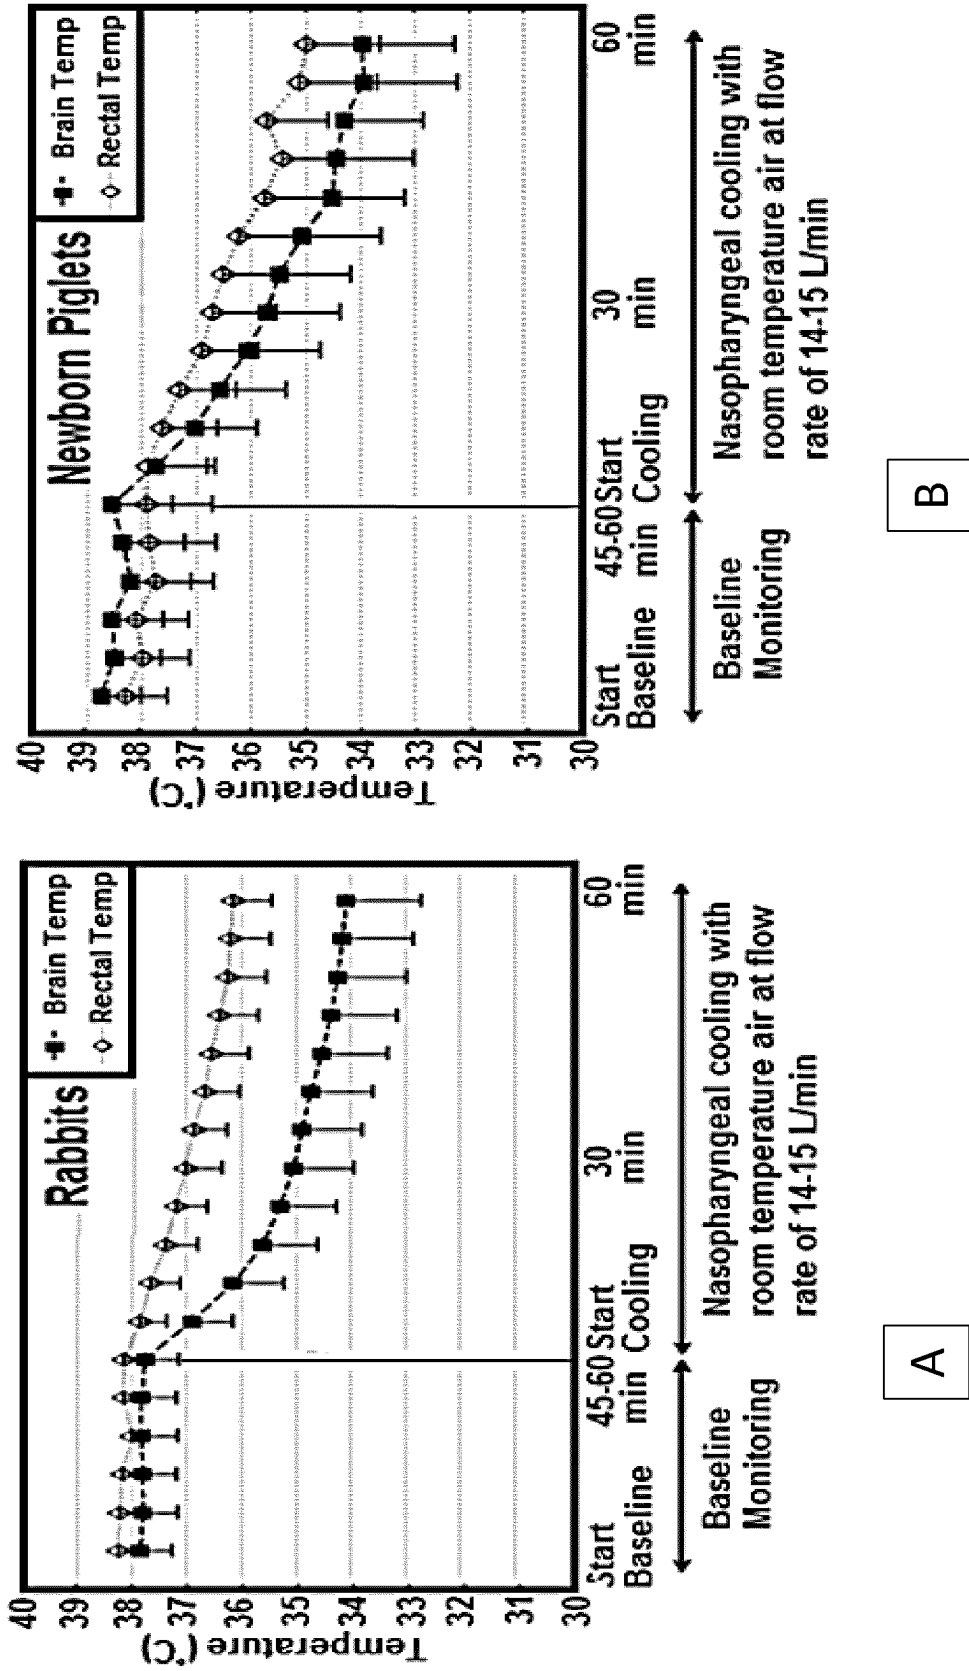 Rabbits
Brain Temp
Rectal Temp
Temperature (°C)
40
39
38
37
36
35
34
33
32
31
30
Start
Baseline
45-60
min
Start
Cooling
30
min
60
min
Baseline
Monitoring
Nasopharyngeal cooling with
room temperature air at flow
rate of 14-15 L/min
A
Newborn Piglets
Brain Temp
Rectal Temp
Temperature (°C)
40
39
38
37
36
35
34
33
32
31
30
Start
Baseline
45-60
min
Start
Cooling
30
min
60
min
Baseline
Monitoring
Nasopharyngeal cooling with
room temperature air at flow
rate of 14-15 L/min
B